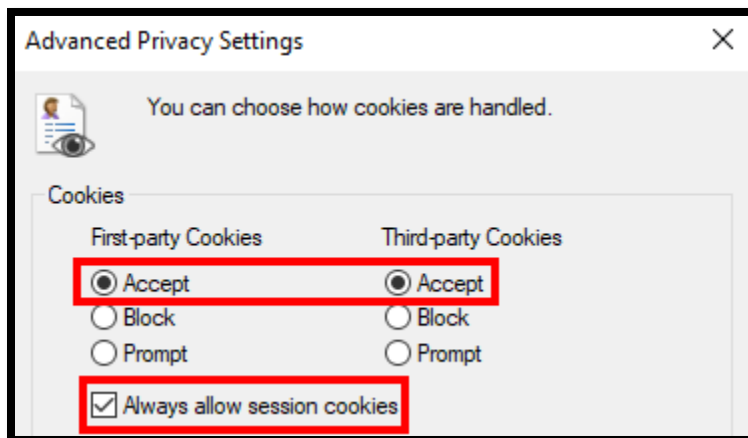 Advanced Privacy Settings
You can choose how cookies are handled.
Cookies
First-party Cookies Third-party Cookies
Accept Accept
Block Block
Prompt Prompt
Always allow session cookies